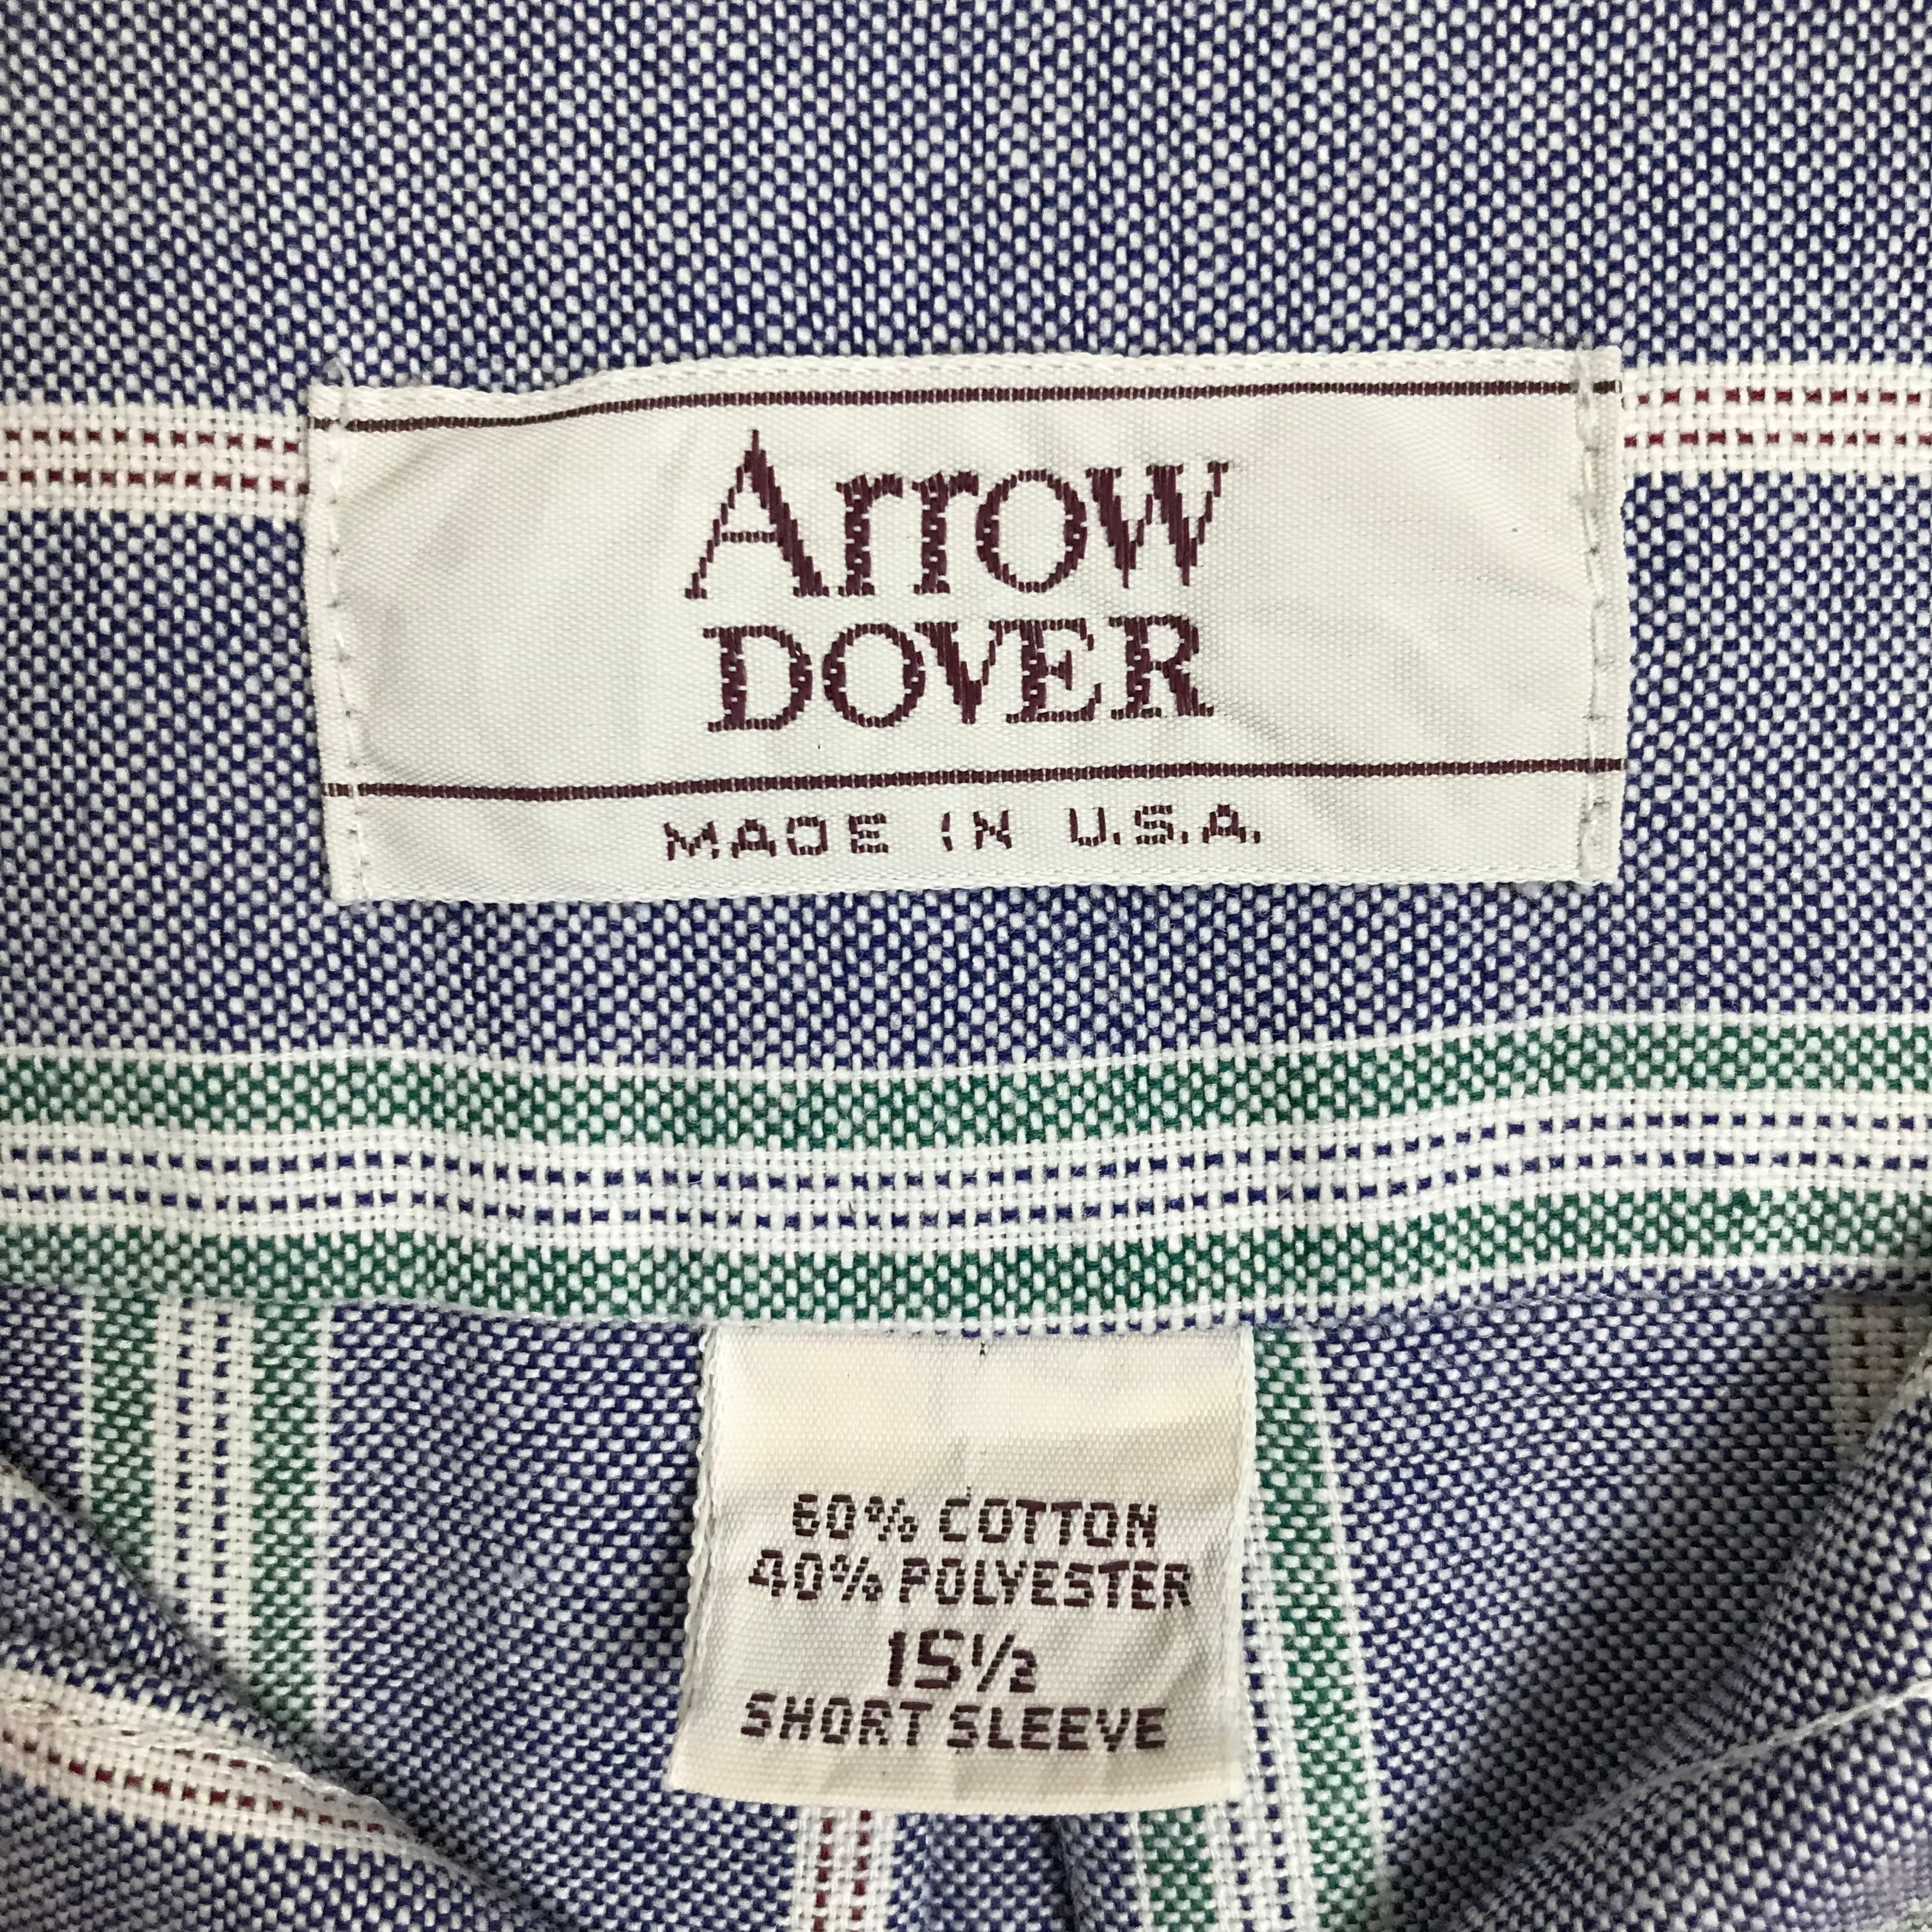 Arrow
DOVER
MADE IN U.S.A.
60% COTTON
40% POLYESTER
15½
SHORT SLEEVE